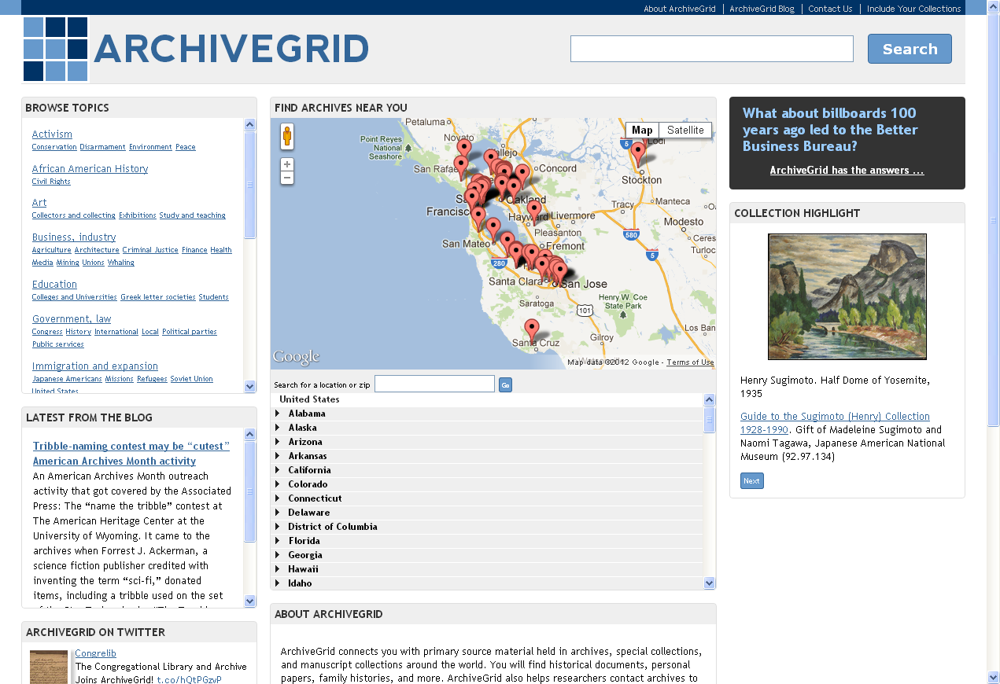 About ArchiveGrid | ArchiveGrid Blog | Contact Us | Include Your Collections
ARCHIVEGRID
Search
BROWSE TOPICS
Activism
Conservation Disarmament Environment Peace
African American History
Civil Rights
Art
Collectors and collecting Exhibitions Study and teaching
Business, industry
Agriculture Architecture Criminal Justice Finance Health
Media Mining Unions Whaling
Education
Colleges and Universities Greek letter societies Students
Government, law
Congress History International Local Political parties
Public services
Immigration and expansion
Japanese Americans Missions Refugees Soviet Union
United States
LATEST FROM THE BLOG
Tribble-naming contest may be “cutest”
American Archives Month activity
An American Archives Month outreach
activity that got covered by the Associated
Press: The “name the tribble” contest at
The American Heritage Center at the
University of Wyoming. It came to the
archives when Forrest J. Ackerman, a
science fiction publisher credited with
inventing the term “sci-fi,” donated
items, including a tribble used on the set
ARCHIVEGRID ON TWITTER
Congrelib
The Congregational Library and Archive
Joins ArchiveGrid! t.co/hQtPGzvP
FIND ARCHIVES NEAR YOU
Map Satellite
Petaluma
Novato
Point Reyes
National
Seashore
San Rafae
allejo
Concord
5
Lodi
Stockton
Oakland
Francisc
Tracy
Manteca
Hayward
Livermore
Pleasanton
Modesto
580
Ceres
San Mateo
Fremont
5
Turloc
280
Santa Clara
San Jose
Saratoga
Henry W. Coe
State Park
101
Los Ban
Santa Cruz
Gilroy
Google
Map data ©2012 Google - Terms of Use
Search for a location or zip
Go
United States
Alabama
Alaska
Arizona
Arkansas
California
Colorado
Connecticut
Delaware
District of Columbia
Florida
Georgia
Hawaii
Idaho
ABOUT ARCHIVEGRID
ArchiveGrid connects you with primary source material held in archives, special collections,
and manuscript collections around the world. You will find historical documents, personal
papers, family histories, and more. ArchiveGrid also helps researchers contact archives to
What about billboards 100
years ago led to the Better
Business Bureau?
ArchiveGrid has the answers ...
COLLECTION HIGHLIGHT
Henry Sugimoto. Half Dome of Yosemite,
1935
Guide to the Sugimoto (Henry) Collection
1928-1990. Gift of Madeleine Sugimoto and
Naomi Tagawa, Japanese American National
Museum (92.97.134)
Next